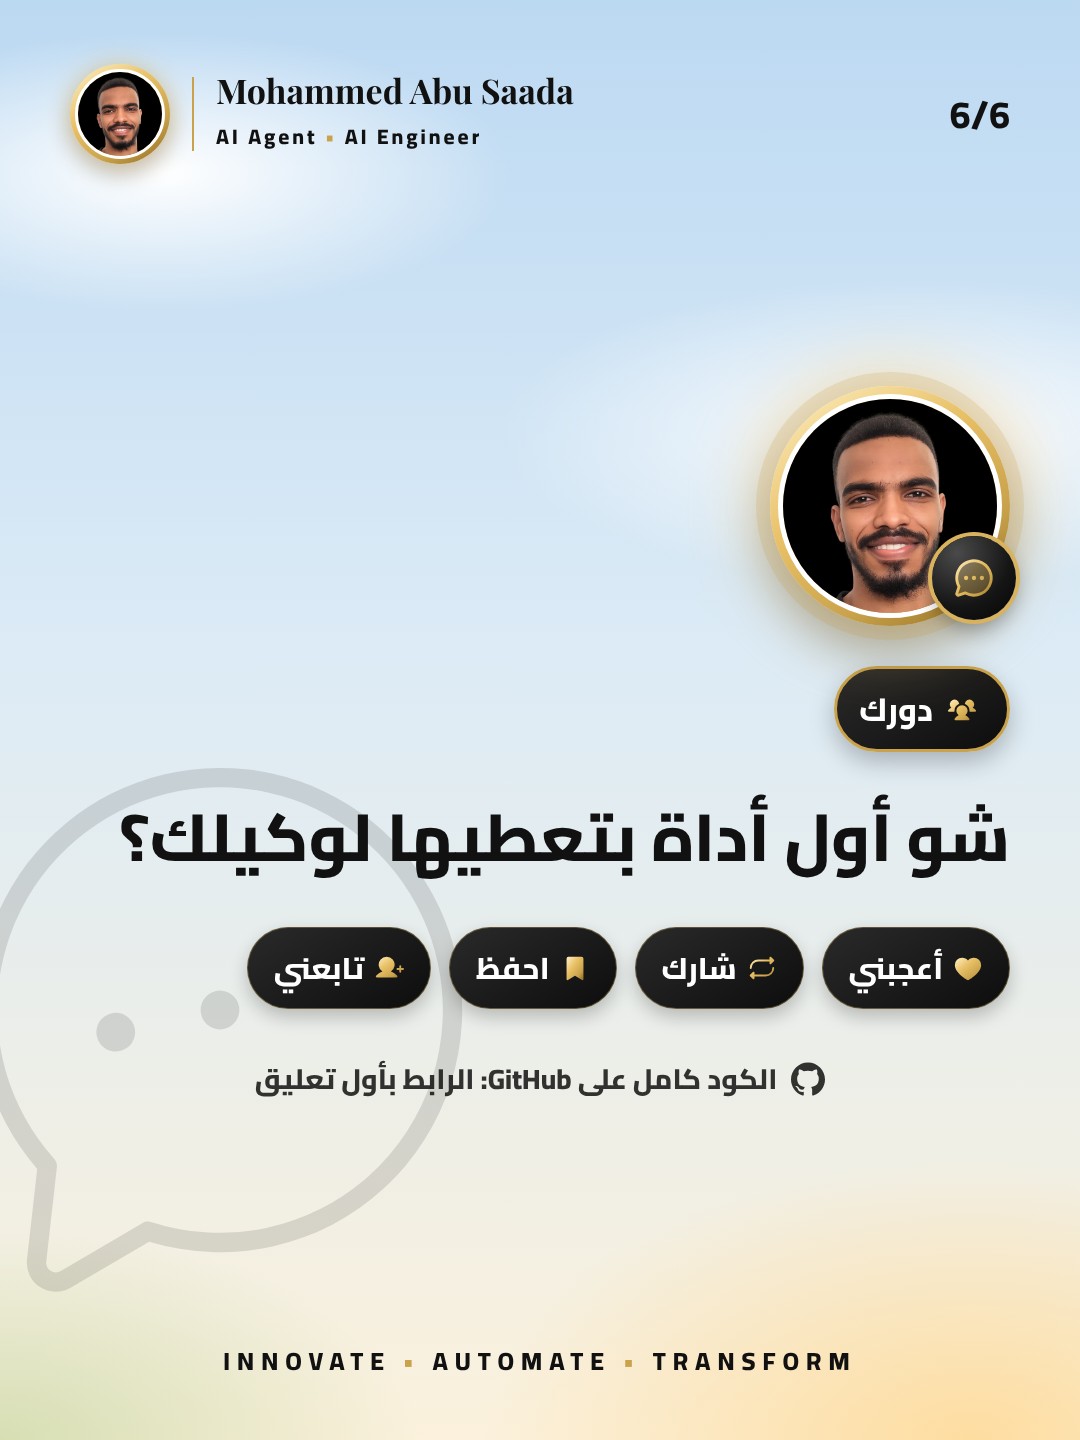 Mohammed Abu Saada
AI Agent ▪ AI Engineer
6/6
دورك
شو أول أداة بتعطيها لوكيلك؟
أعجبني
شارك
احفظ
تابعني
الكود كامل على GitHub: الرابط بأول تعليق
INNOVATE ▪ AUTOMATE ▪ TRANSFORM